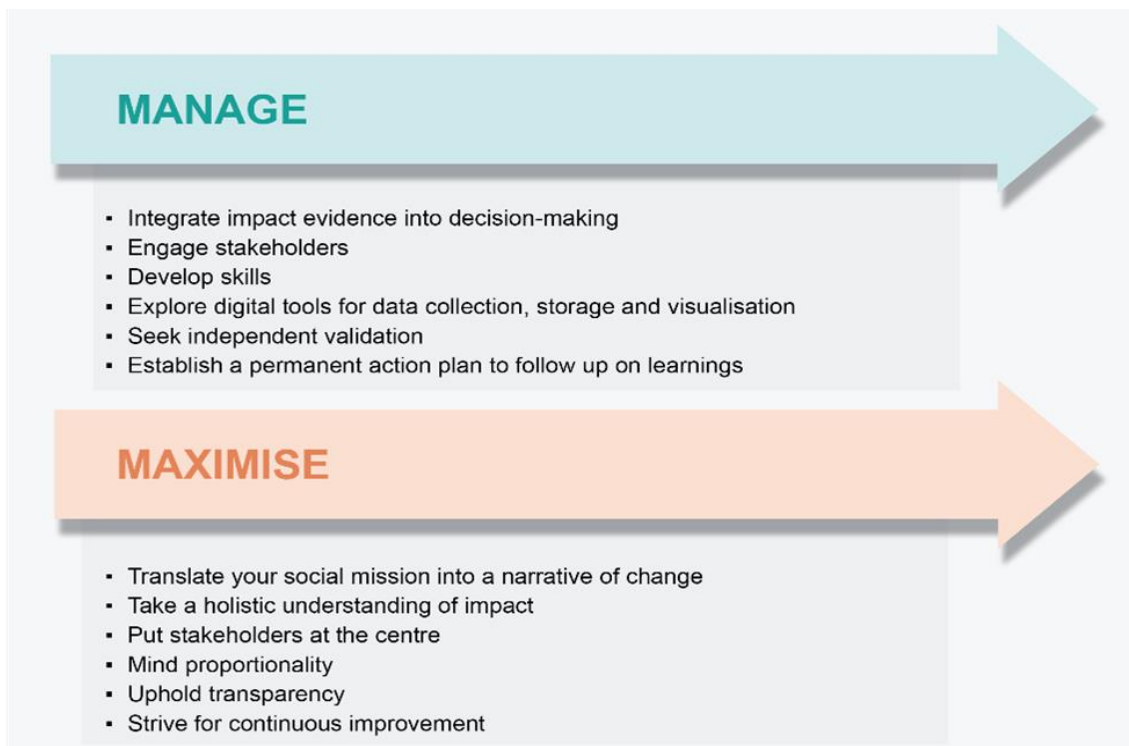 MANAGE
▪ Integrate impact evidence into decision-making
▪ Engage stakeholders
▪ Develop skills
▪ Explore digital tools for data collection, storage and visualisation
▪ Seek independent validation
▪ Establish a permanent action plan to follow up on learnings
MAXIMISE
▪ Translate your social mission into a narrative of change
▪ Take a holistic understanding of impact
▪ Put stakeholders at the centre
▪ Mind proportionality
▪ Uphold transparency
▪ Strive for continuous improvement